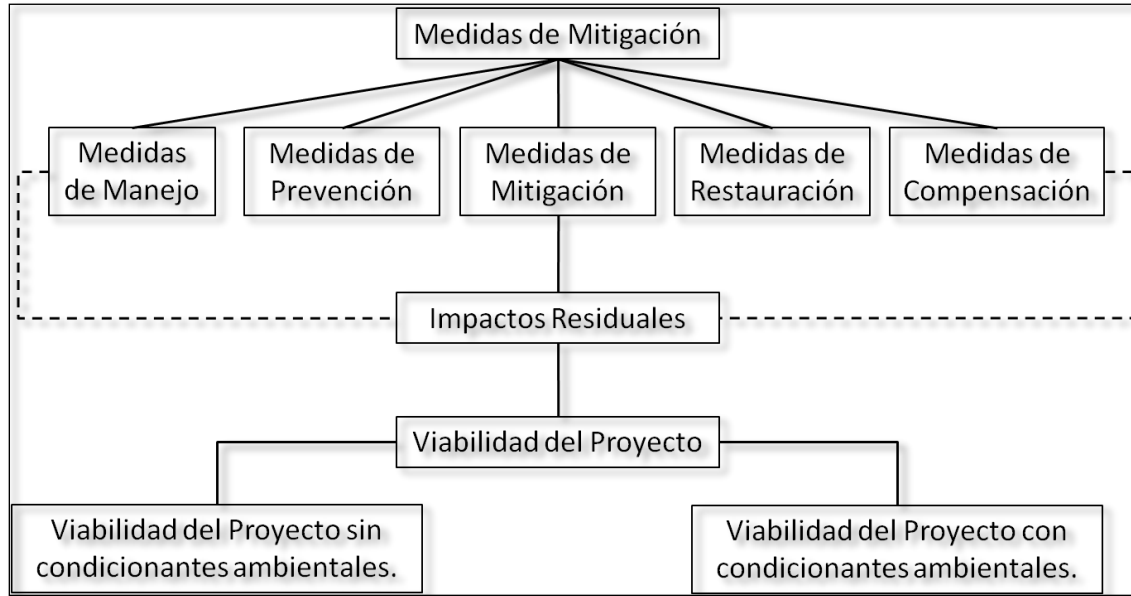 Medidas de Mitigación
Medidas
de Manejo
Medidas de
Prevención
Medidas de
Mitigación
Medidas de
Restauración
Medidas de
Compensación
Impactos Residuales
Viabilidad del Proyecto
Viabilidad del Proyecto sin
condicionantes ambientales.
Viabilidad del Proyecto con
condicionantes ambientales.